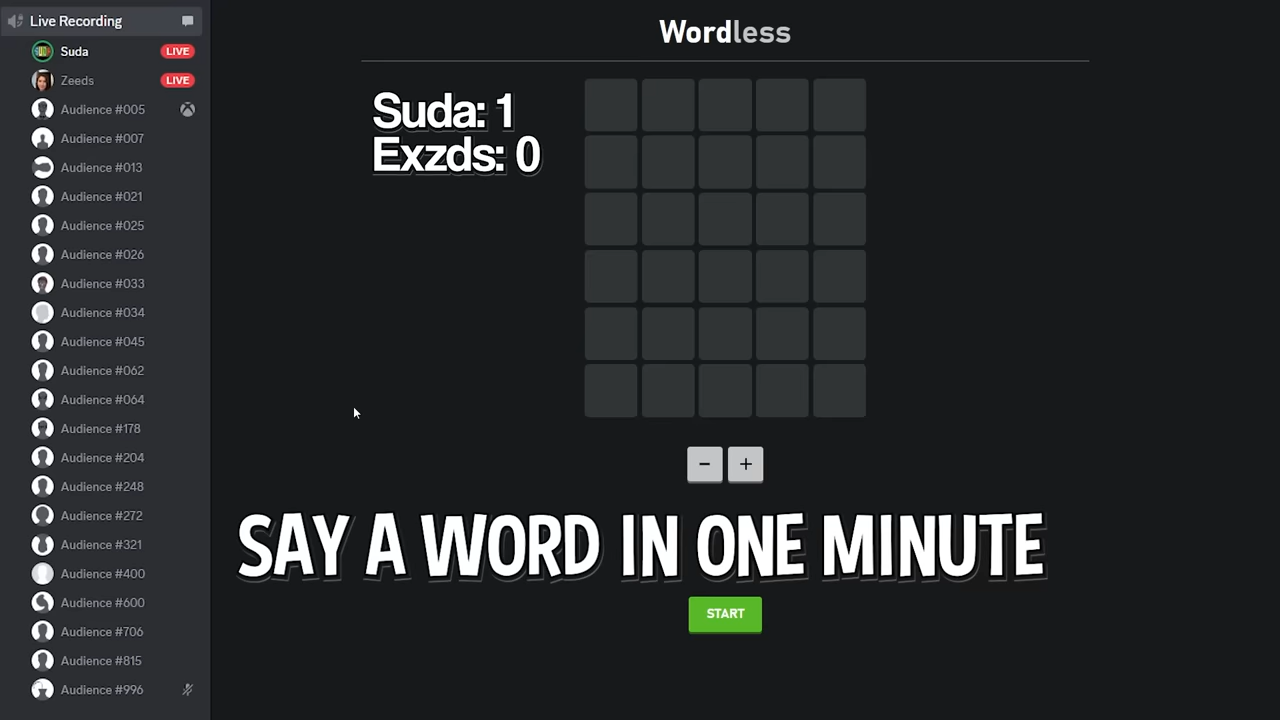 Live Recording
Suda LIVE
Zeeds LIVE
Audience #005
Audience #007
Audience #013
Audience #021
Audience #025
Audience #026
Audience #033
Audience #034
Audience #045
Audience #062
Audience #064
Audience #178
Audience #204
Audience #248
Audience #272
Audience #321
Audience #400
Audience #600
Audience #706
Audience #815
Audience #996
Wordless
Suda: 1
Exzds: 0
- +
SAY A WORD IN ONE MINUTE
START